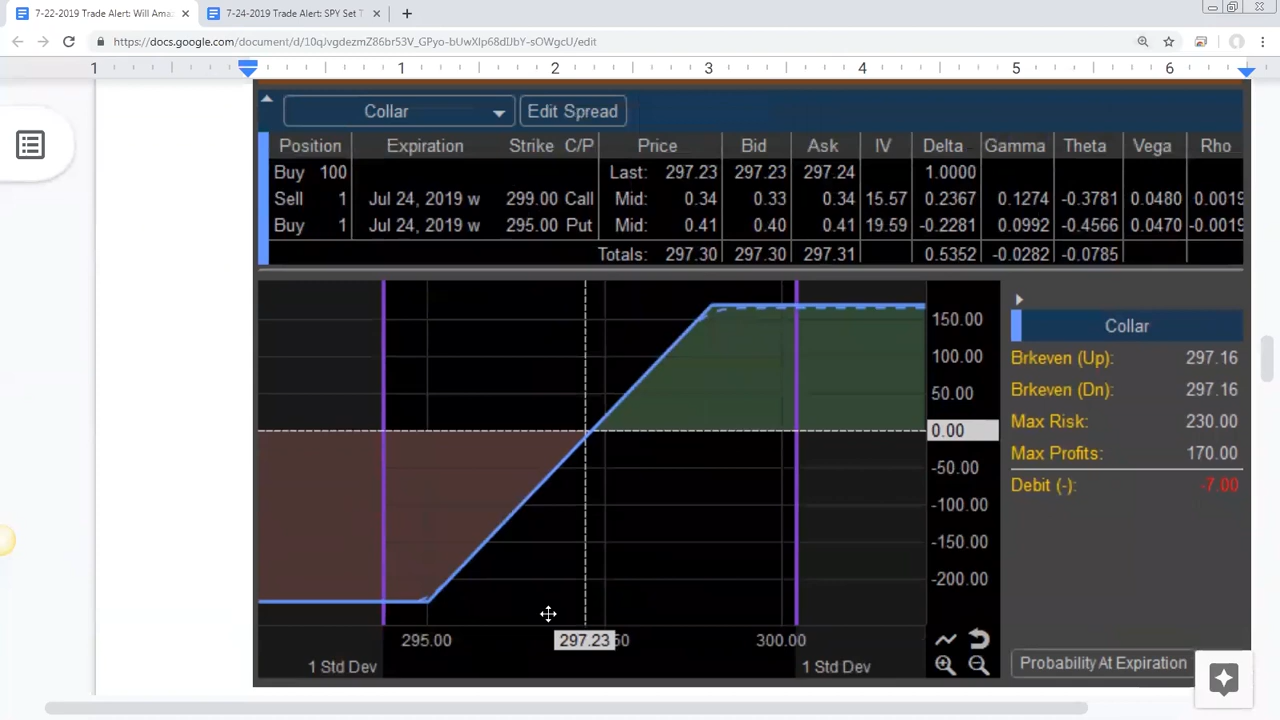 7-22-2019 Trade Alert: Will Ama
7-24-2019 Trade Alert: SPY Set T
https://docs.google.com/document/d/10qJvgdezmZ86br53V_GPyo-bUwXlp68dIJbY-sOWgcU/edit
1 1 2 3 4 5 6
Collar Edit Spread
Position Expiration Strike C/P Price Bid Ask IV Delta Gamma Theta Vega Rho
Buy 100 Last: 297.23 297.23 297.24 1.0000
Sell 1 Jul 24, 2019 w 299.00 Call Mid: 0.34 0.33 0.34 15.57 0.2367 0.1274 -0.3781 0.0480 0.0019
Buy 1 Jul 24, 2019 w 295.00 Put Mid: 0.41 0.40 0.41 19.59 -0.2281 0.0992 -0.4566 0.0470 -0.0019
Totals: 297.30 297.30 297.31 0.5352 -0.0282 -0.0785
150.00
100.00
50.00
0.00
-50.00
-100.00
-150.00
-200.00
295.00 297.23 50 300.00
1 Std Dev 1 Std Dev
Collar
Brkeven (Up): 297.16
Brkeven (Dn): 297.16
Max Risk: 230.00
Max Profits: 170.00
Debit (-): -7.00
Probability At Expiration